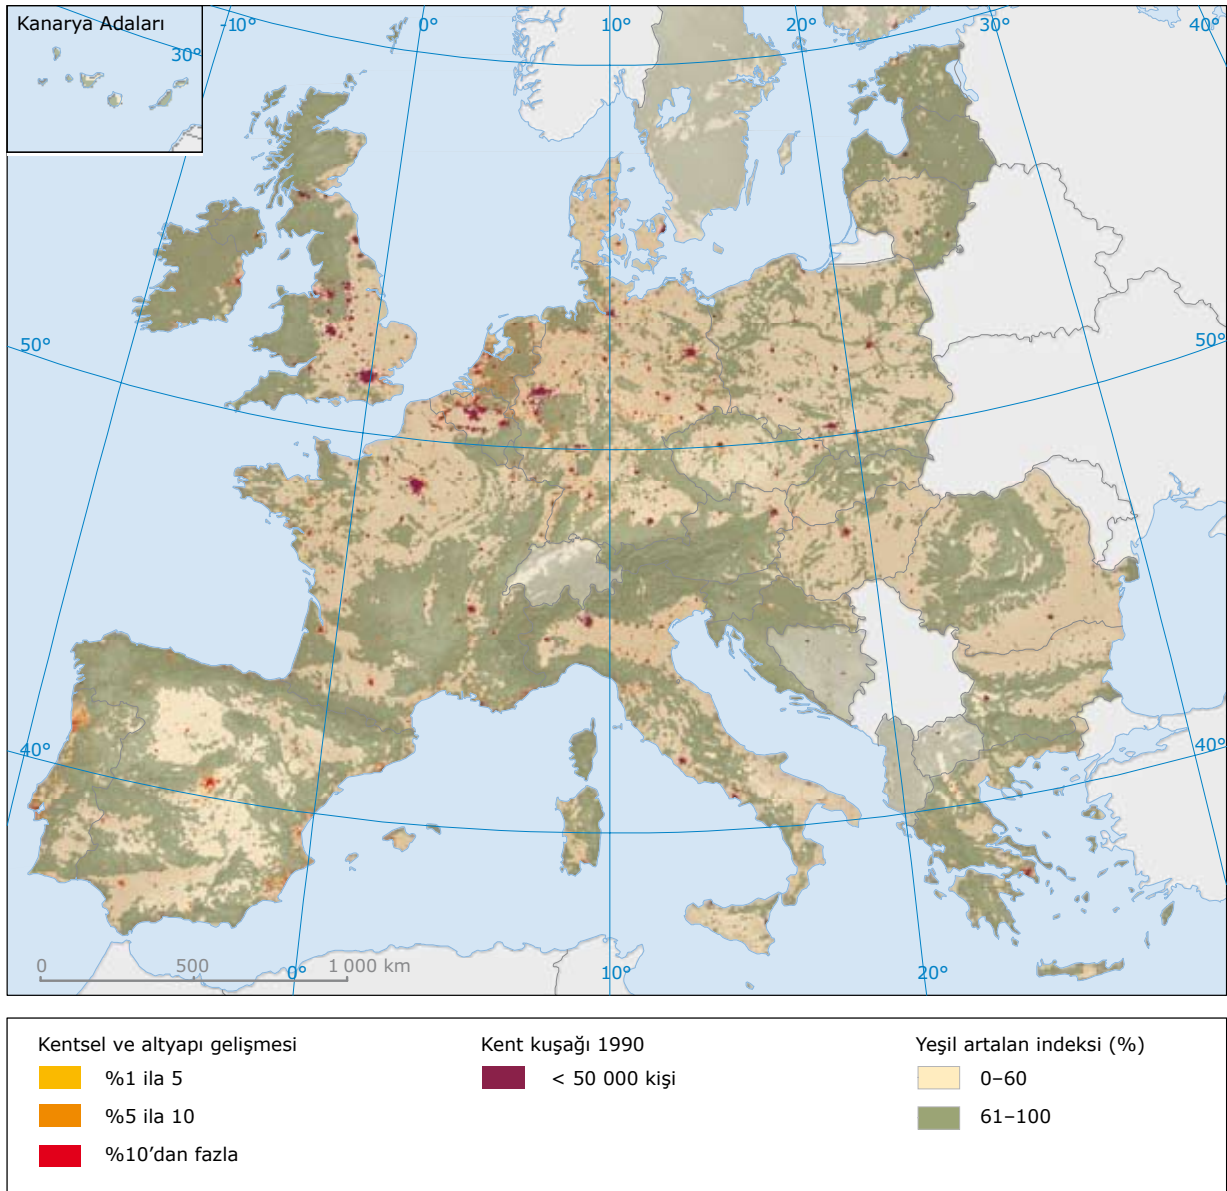 Kanarya Adaları
10°
0°
10°
20°
30°
40°
30°
50°
50°
40°
40°
0
500
1 000 km
0°
10°
20°
Kentsel ve altyapı gelişmesi
%1 ila 5
%5 ila 10
%10’dan fazla
Kent kuşağı 1990
< 50 000 kişi
Yeşil artalan indeksi (%)
0–60
61–100